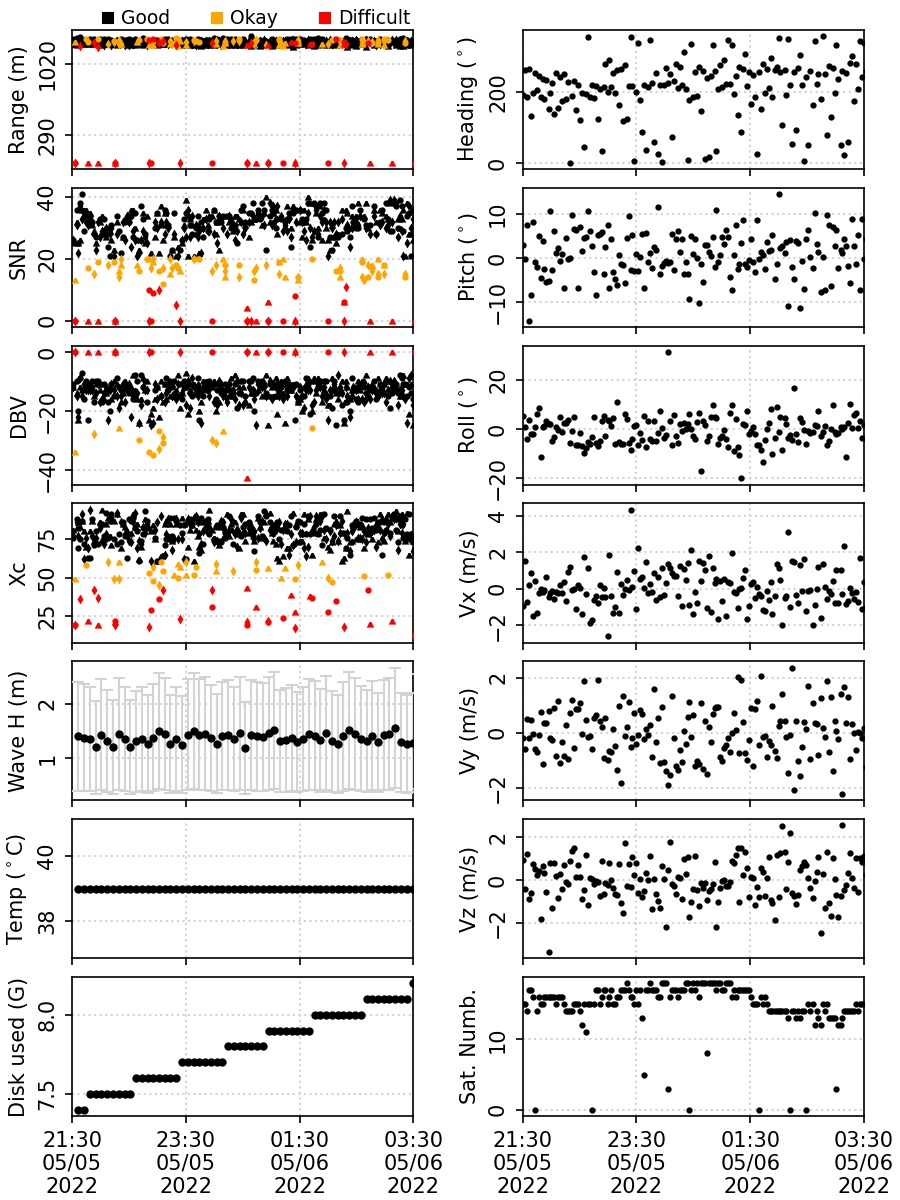 Good Okay Difficult
Range (m)
1020
290
Heading (°)
200
0
SNR
40
20
0
Pitch (°)
10
0
−10
DBV
0
−20
−40
Roll (°)
20
0
−20
Xc
75
50
25
Vx (m/s)
4
2
0
−2
Wave H (m)
2
1
Vy (m/s)
2
0
−2
Temp (°C)
40
38
Vz (m/s)
2
0
−2
Disk used (G)
8.0
7.5
Sat. Numb.
10
0
21:30 23:30 01:30 03:30
05/05 05/05 05/06 05/06
2022 2022 2022 2022
21:30 23:30 01:30 03:30
05/05 05/05 05/06 05/06
2022 2022 2022 2022